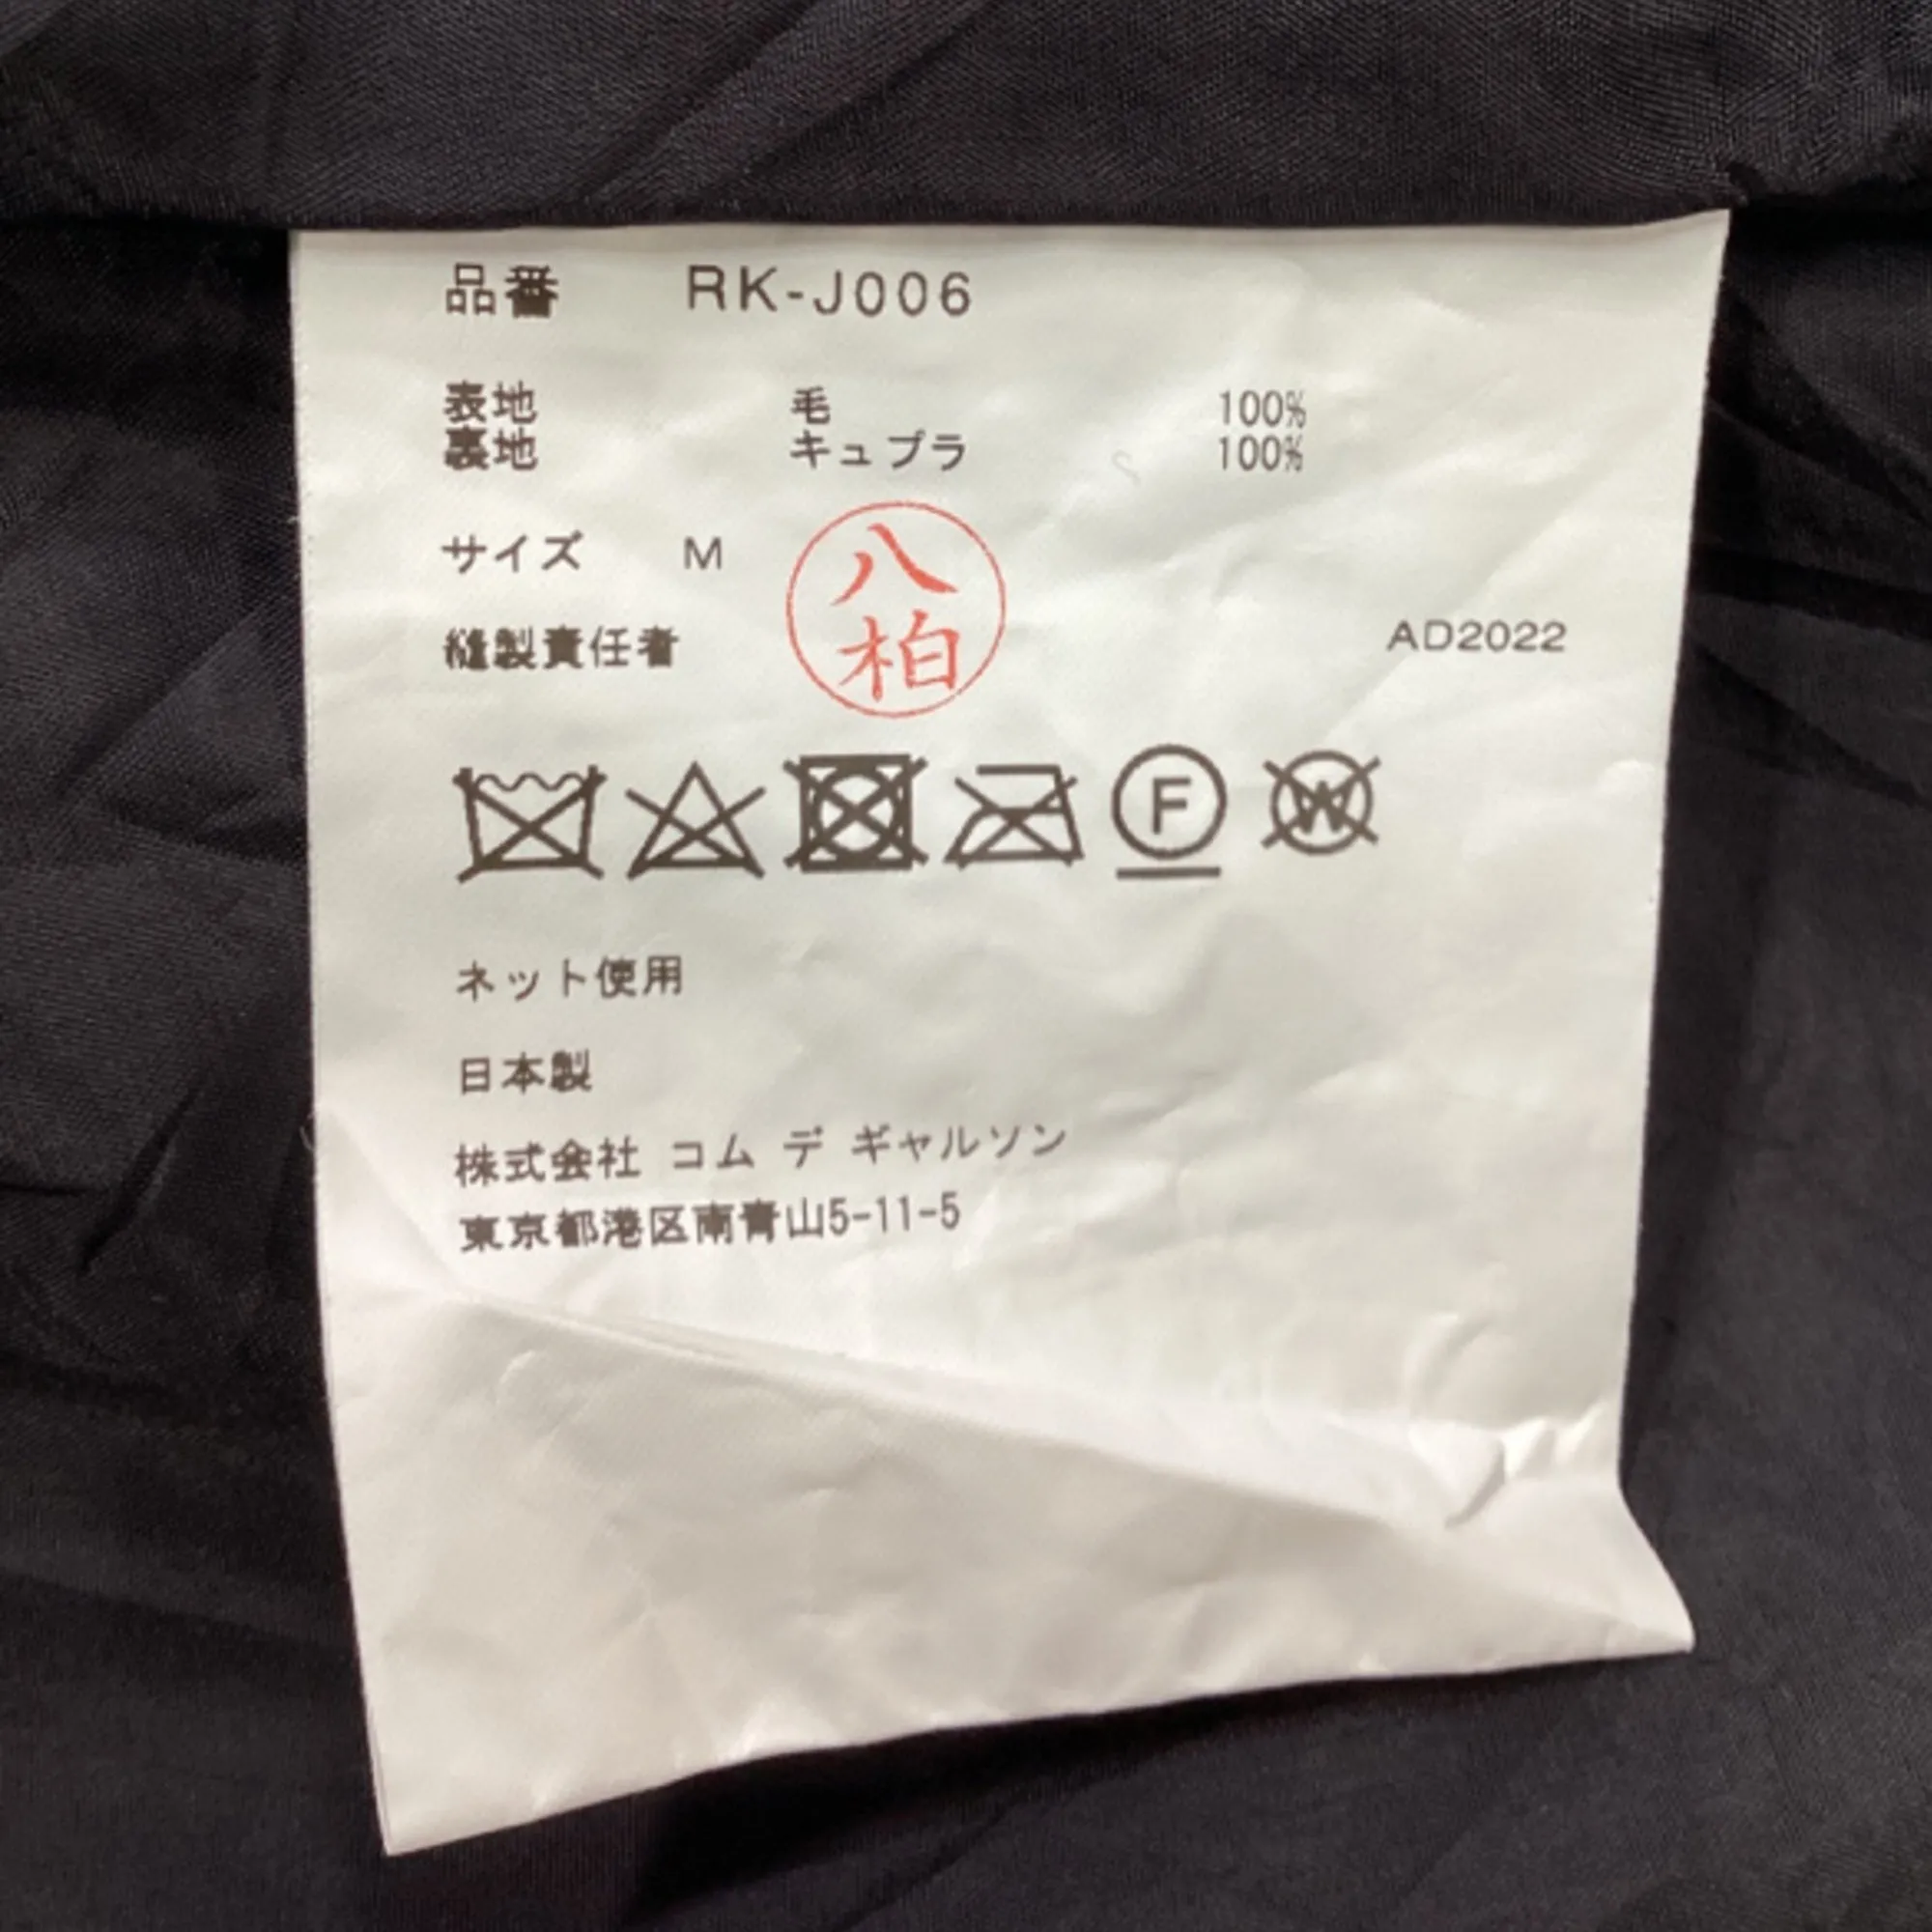 品番 RK-J006
表地 毛 100%
裏地 キュプラ 100%
サイズ M
八柏
縫製責任者 AD2022
F W
ネット使用
日本製
株式会社 コム デ ギャルソン
東京都港区南青山5-11-5